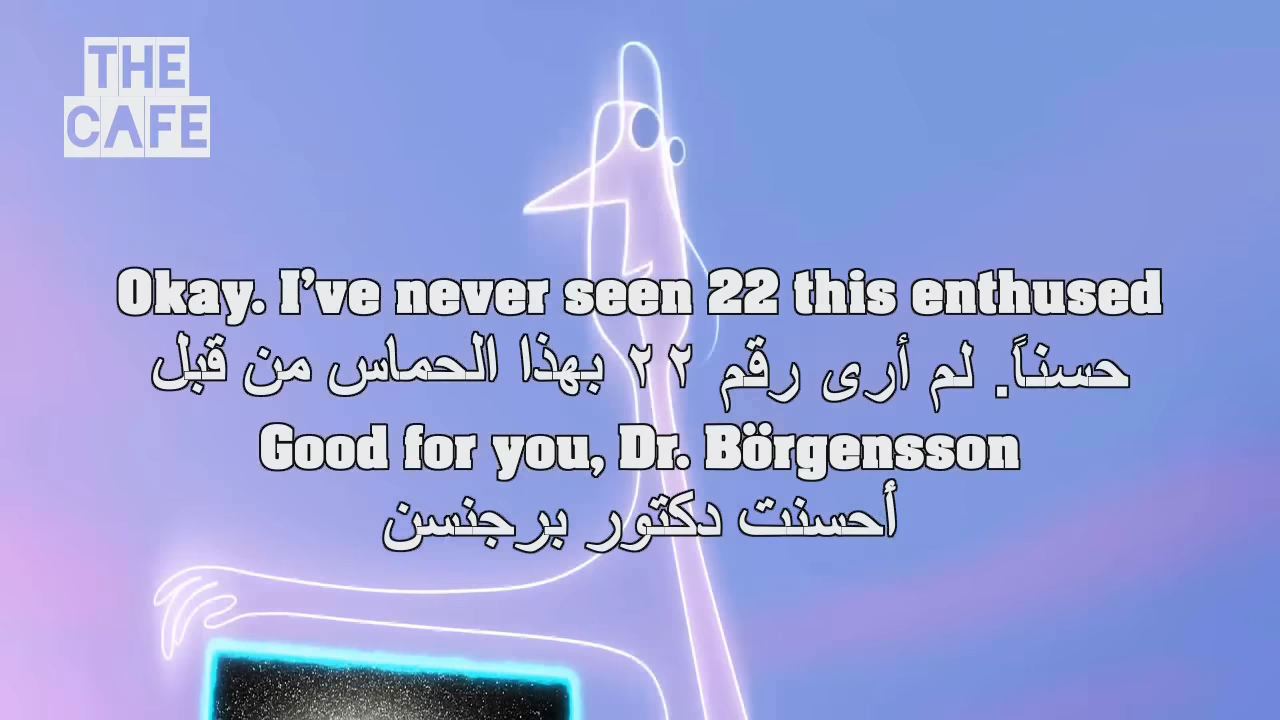 THE
CAFE
Okay. I've never seen 22 this enthused
حسناً. لم أرى رقم ٢٢ بهذا الحماس من قبل
Good for you, Dr. Börgensson
أحسنت دكتور برجنسن